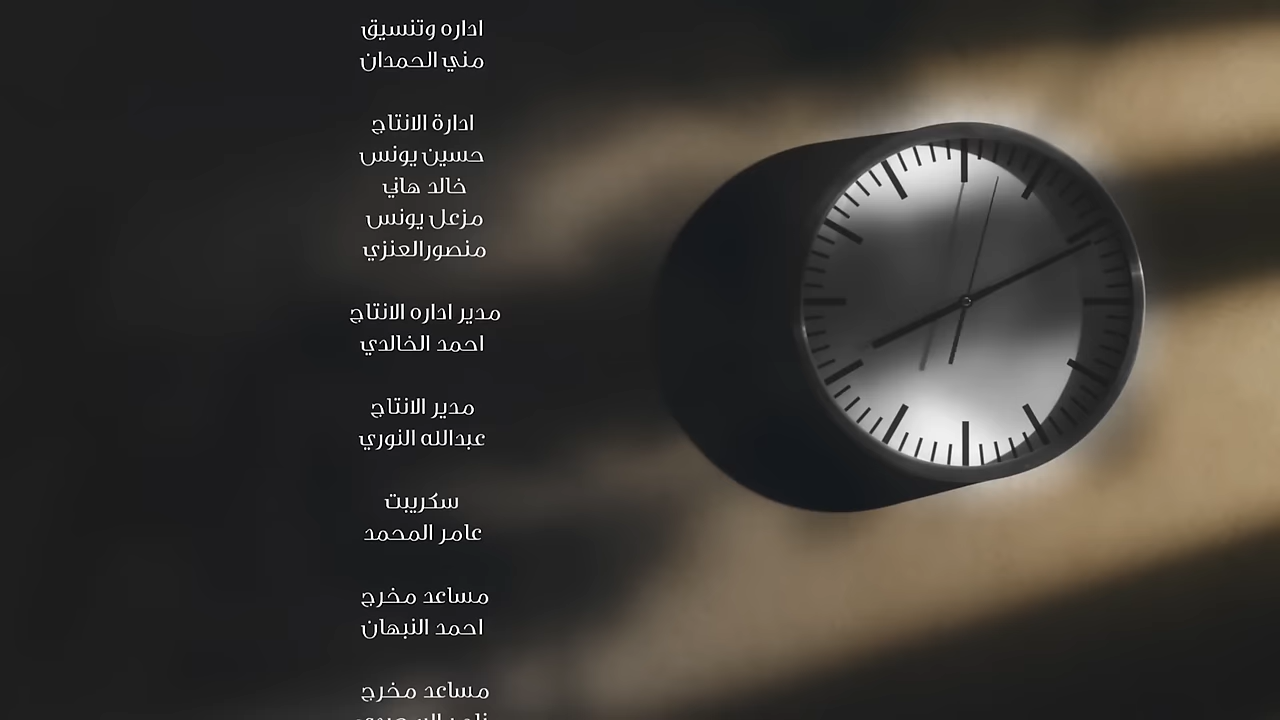 اداره وتنسيق
مني الحمدان
ادارة الانتاج
حسين يونس
خالد هاني
مزعل يونس
منصورالعنزي
مدير اداره الانتاج
احمد الخالدي
مدير الانتاج
عبدالله النوري
سكريبت
عامر المحمد
مساعد مخرج
احمد النبهان
مساعد مخرج